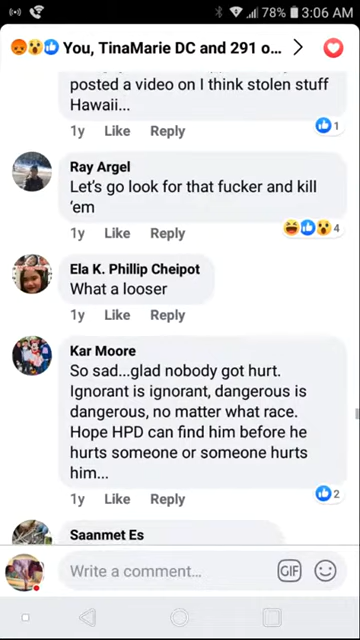 78% 3:06 AM
You, TinaMarie DC and 291 o...
posted a video on I think stolen stuff
Hawaii...
1y Like Reply 1
Ray Argel
Let's go look for that fucker and kill
'em
1y Like Reply 4
Ela K. Phillip Cheipot
What a looser
1y Like Reply
Kar Moore
So sad...glad nobody got hurt.
Ignorant is ignorant, dangerous is
dangerous, no matter what race.
Hope HPD can find him before he
hurts someone or someone hurts
him...
1y Like Reply 2
Saanmet Es
Write a comment... GIF